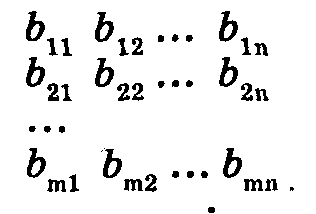 b₁₁ b₁₂ ... b₁ₙ
b₂₁ b₂₂ ... b₂ₙ
...
bₘ₁ bₘ₂ ... bₘₙ.